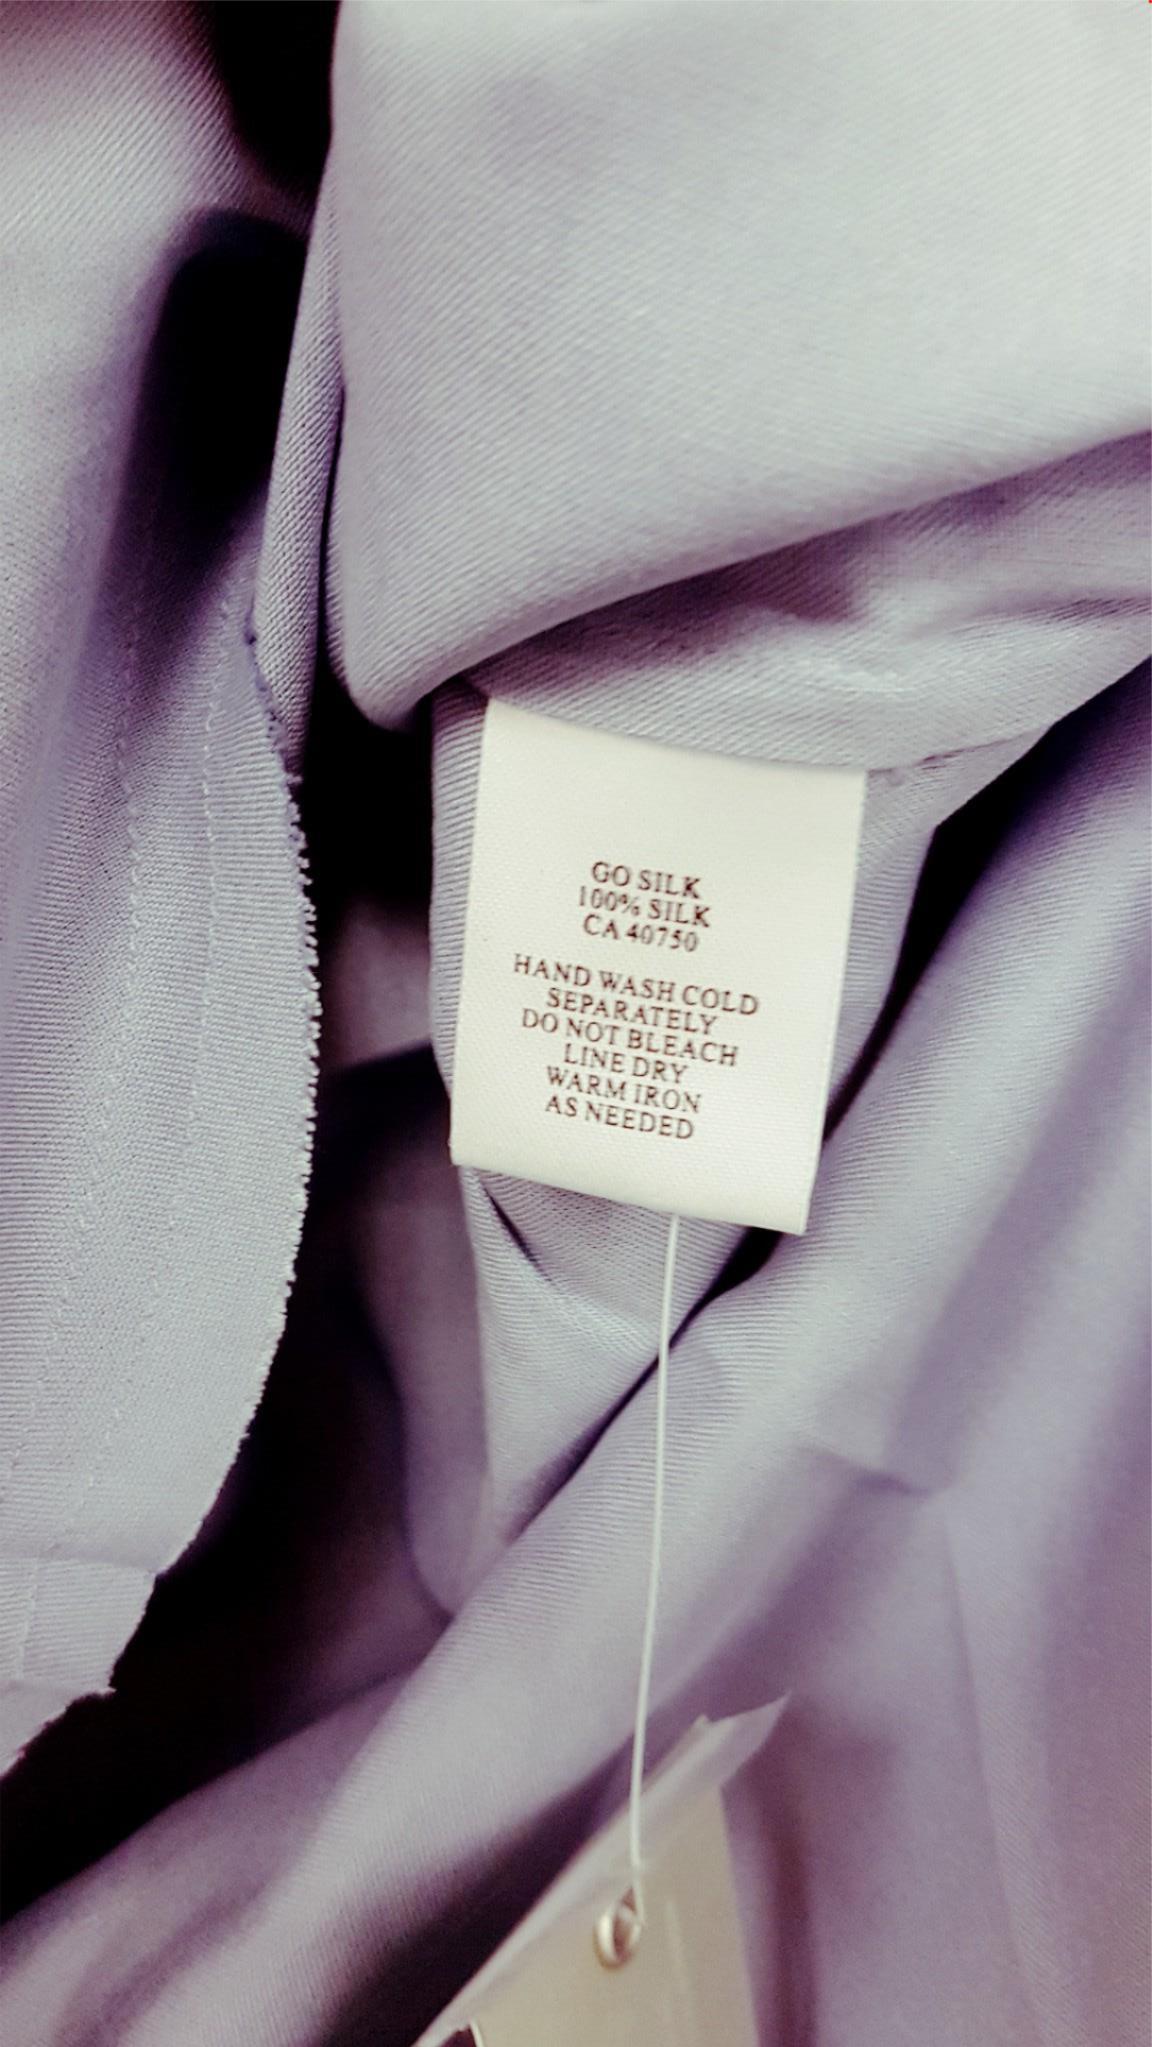 GO SILK
100% SILK
CA 40750
HAND WASH COLD
SEPARATELY
DO NOT BLEACH
LINE DRY
WARM IRON
AS NEEDED